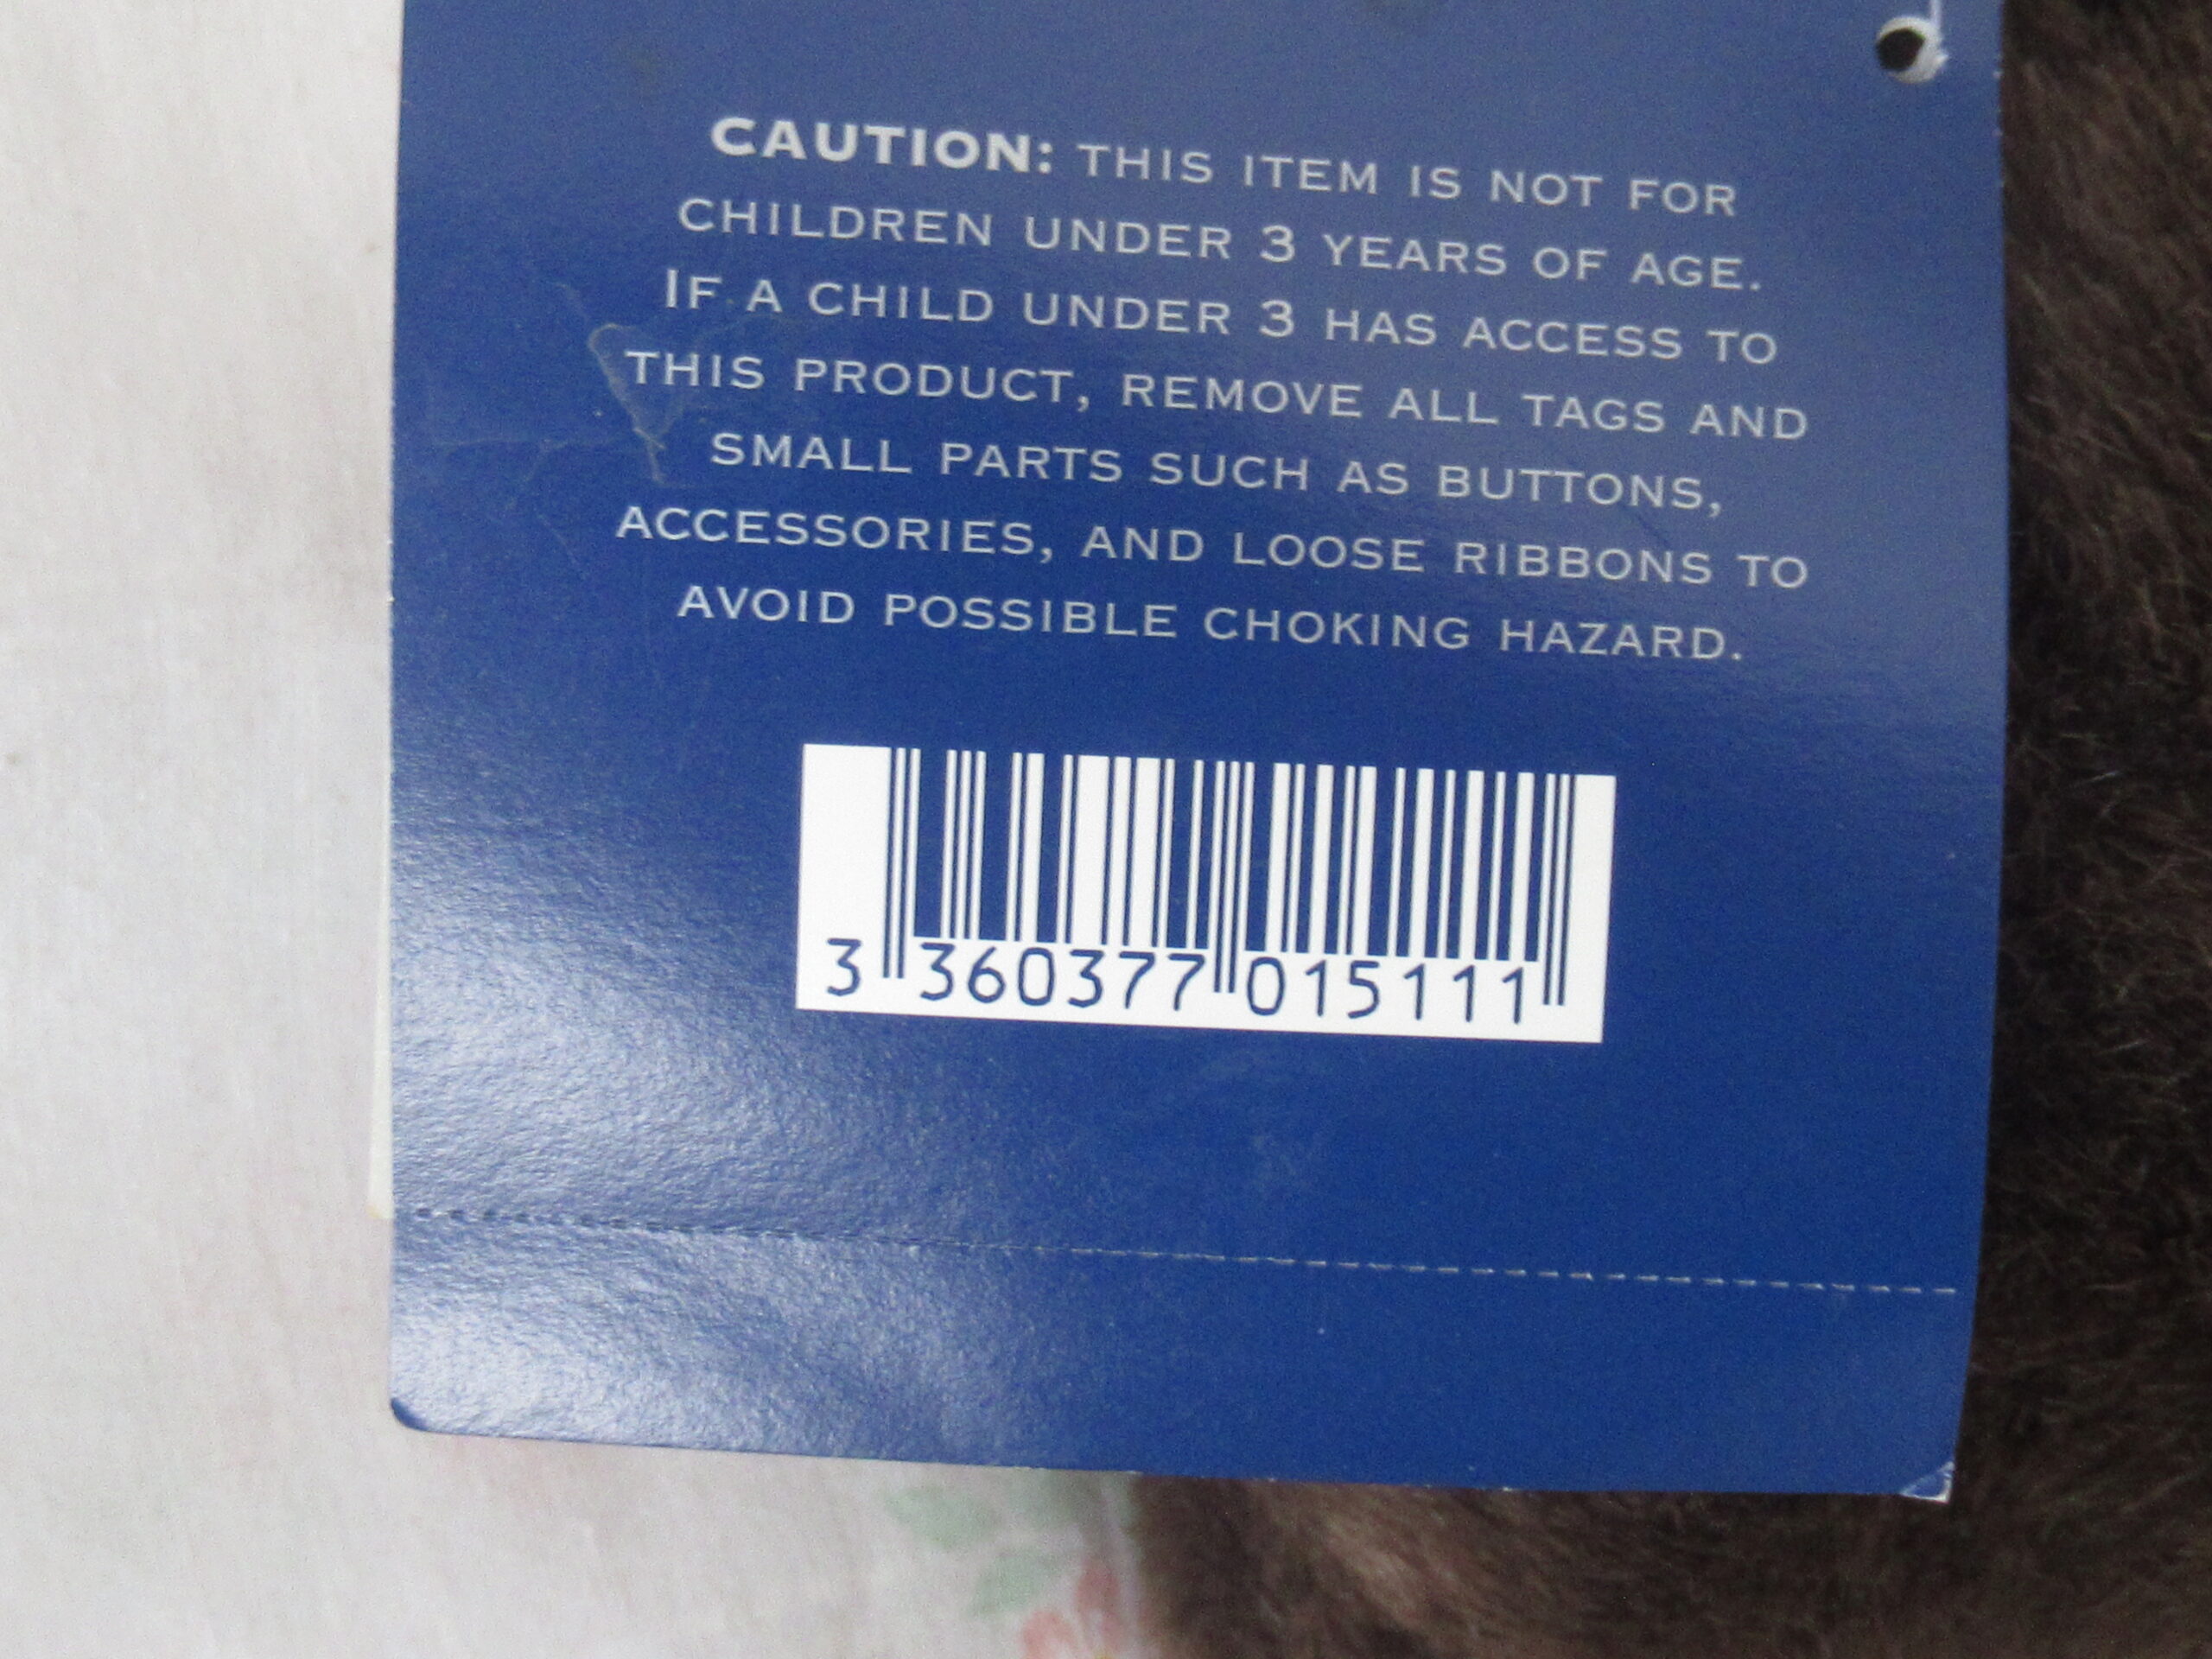 CAUTION: THIS ITEM IS NOT FOR
CHILDREN UNDER 3 YEARS OF AGE.
IF A CHILD UNDER 3 HAS ACCESS TO
THIS PRODUCT, REMOVE ALL TAGS AND
SMALL PARTS SUCH AS BUTTONS,
ACCESSORIES, AND LOOSE RIBBONS TO
AVOID POSSIBLE CHOKING HAZARD.
3 360377 015111